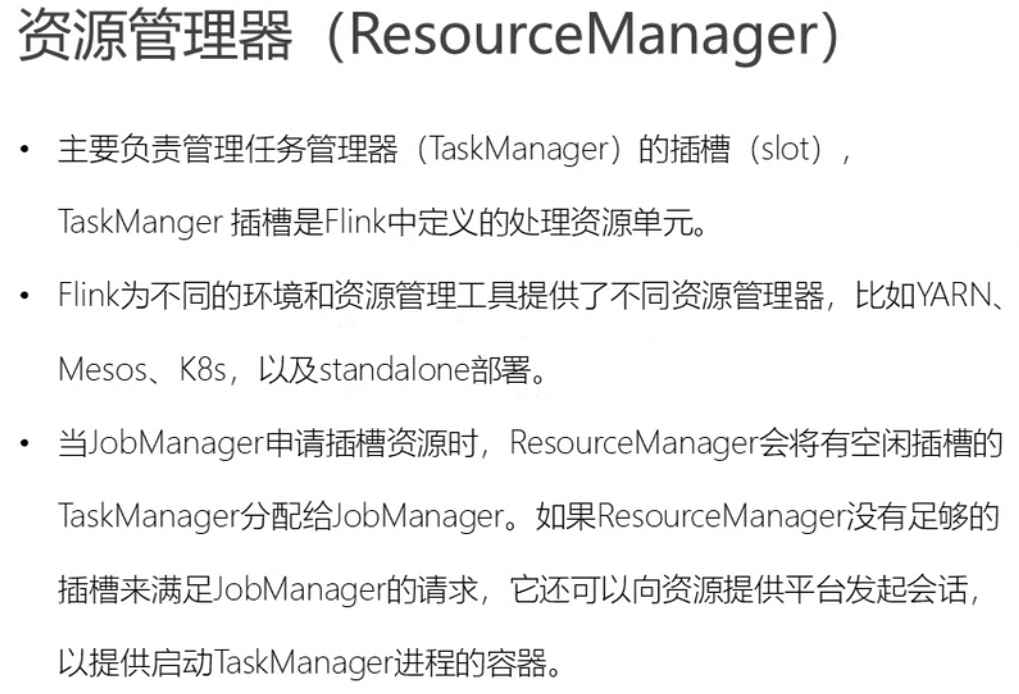 资源管理器（ResourceManager）
• 主要负责管理任务管理器（TaskManager）的插槽（slot），
TaskManger 插槽是Flink中定义的处理资源单元。
• Flink为不同的环境和资源管理工具提供了不同资源管理器，比如YARN、
Mesos、K8s，以及standalone部署。
• 当JobManager申请插槽资源时，ResourceManager会将有空闲插槽的
TaskManager分配给JobManager。如果ResourceManager没有足够的
插槽来满足JobManager的请求，它还可以向资源提供平台发起会话，
以提供启动TaskManager进程的容器。